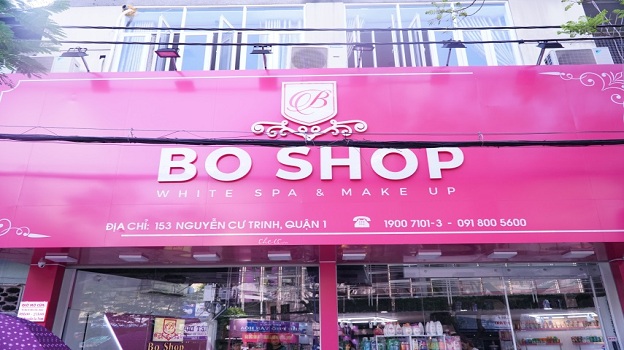 B
BO SHOP
WHITE SPA & MAKE UP
ĐỊA CHỈ: 153 NGUYỄN CƯ TRINH, QUẬN 1 ☎ 1900 7101-3 - 091 800 5600
Bo Shop